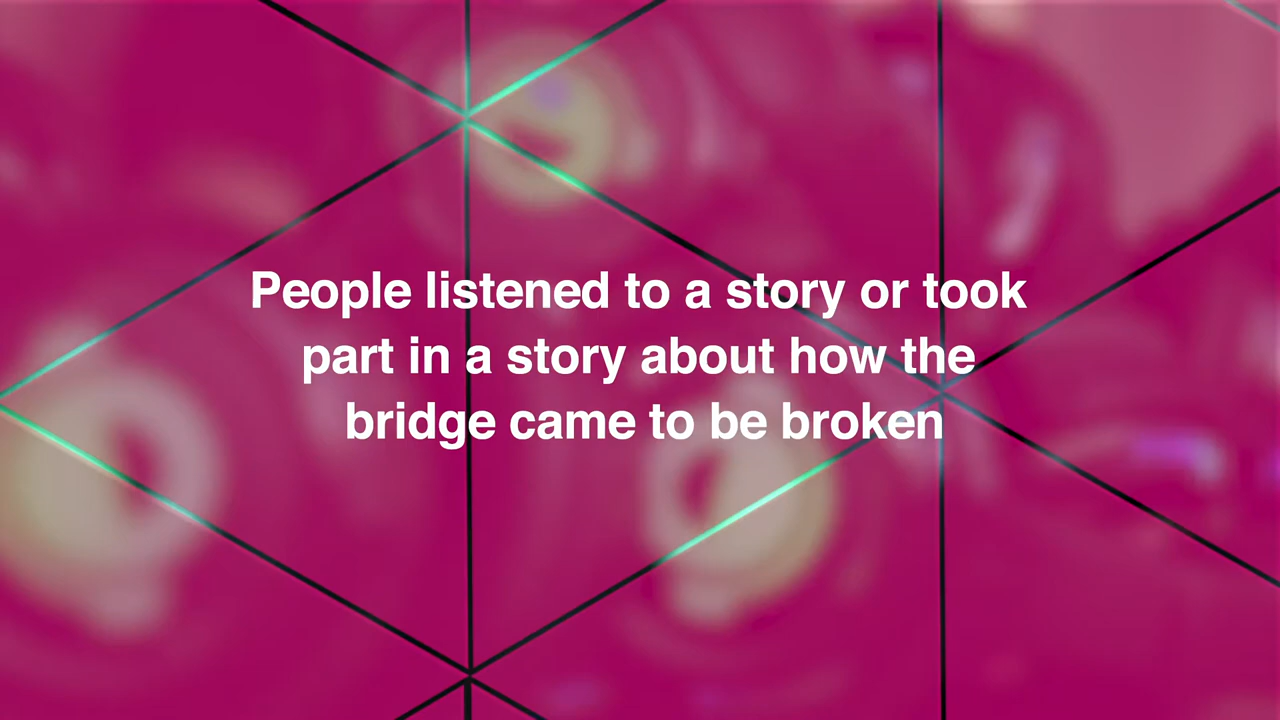 People listened to a story or took
part in a story about how the
bridge came to be broken